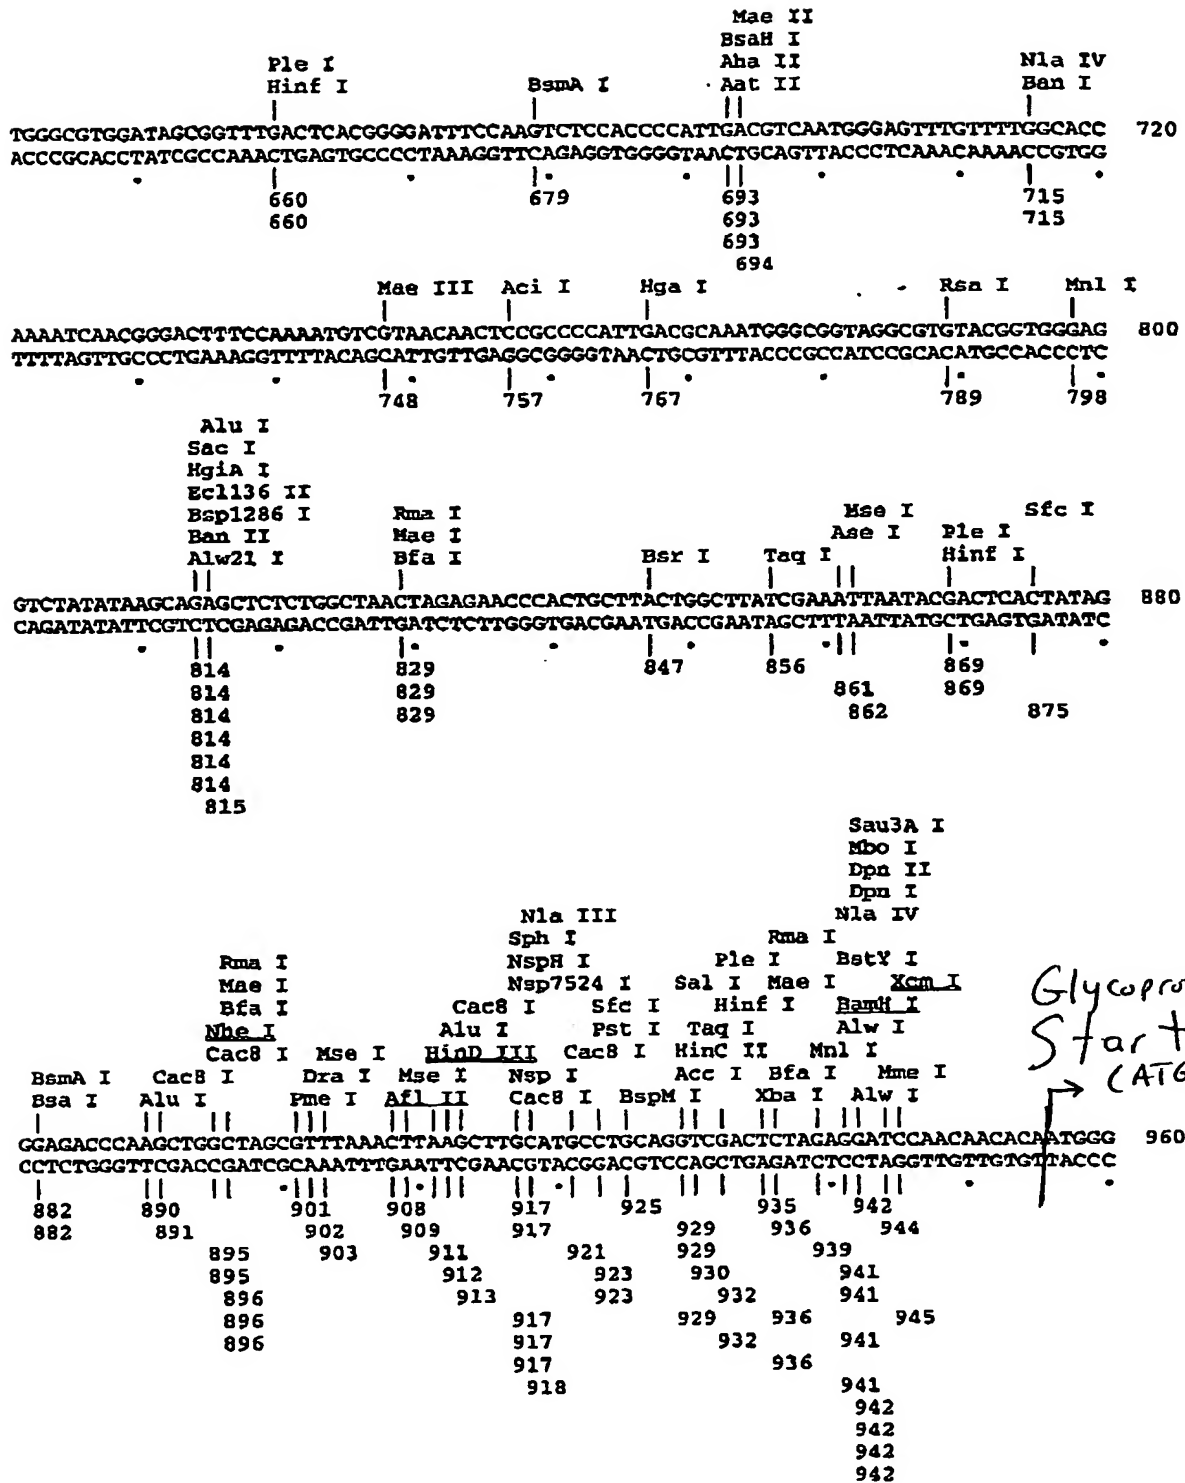 Mae II
BsaH I
Ple I Aha II Nla IV
Hinf I BsmA I Aat II Ban I
TGGGCGTGGATAGCGGTTTGACTCACGGGGATTTCCAAGTCTCCACCCCATTGACGTCAATGGGAGTTTGTTTTGGCACC 720
ACCCGCACCTATCGCCAAACTGAGTGCCCCTAAAGGTTCAGAGGTGGGGTAACTGCAGTTACCCTCAAACAAAACCGTGG
660 679 693 715
660 693 715
693
694
Mae III Aci I Hga I Rsa I Mnl I
AAAATCAACGGGACTTTCCAAAATGTCGTAACAACTCCGCCCCATTGACGCAAATGGGCGGTAGGCGTGTACGGTGGGAG 800
TTTTAGTTGCCCTGAAAGGTTTTACAGCATTGTTGAGGCGGGGTAACTGCGTTTACCCGCCATCCGCACATGCCACCCTC
748 757 767 789 798
Alu I
Sac I
HgiA I
Ecl136 II
Bsp1286 I Rma I Mse I Sfc I
Ban II Mae I Ase I Ple I
Alw21 I Bfa I Bsr I Taq I Hinf I
GTCTATATAAGCAGAGCTCTCTGGCTAACTAGAGAACCCACTGCTTACTGGCTTATCGAAATTAATACGACTCACTATAG 880
CAGATATATTCGTCTCGAGAGACCGATTGATCTCTTGGGTGACGAATGACCGAATAGCTTTAATTATGCTGAGTGATATC
814 829 847 856 869
814 829 861 869
814 829 862 875
814
814
814
815
Sau3A I
Mbo I
Dpn II
Dpn I
Nla III Nla IV
Sph I Rma I
Rma I NspH I Ple I BstY I
Mae I Nsp7524 I Sal I Mae I Xcm I
Bfa I Cac8 I Sfc I Hinf I BamH I
Nhe I Alu I Pst I Taq I Alw I
Cac8 I Mse I HinD III Cac8 I HinC II Mnl I
BsmA I Cac8 I Dra I Mse I Nsp I Acc I Bfa I Mme I
Bsa I Alu I Pme I Afl II Cac8 I BspM I Xba I Alw I
Start
(ATG
GGAGACCCAAGCTGGCTAGCGTTTAAACTTAAGCTTGCATGCCTGCAGGTCGACTCTAGAGGATCCAACAACACAATGGG 960
CCTCTGGGTTCGACCGATCGCAAATTTGAATTCGAACGTACGGACGTCCAGCTGAGATCTCCTAGGTTGTTGTGTTACCC
882 890 901 908 917 925 935 942
882 891 902 909 917 929 936 944
895 903 911 921 929 939
895 912 923 930 941
896 913 923 932 941
896 917 929 936 945
896 917 932 941
917 936
918 941
942
942
942
942